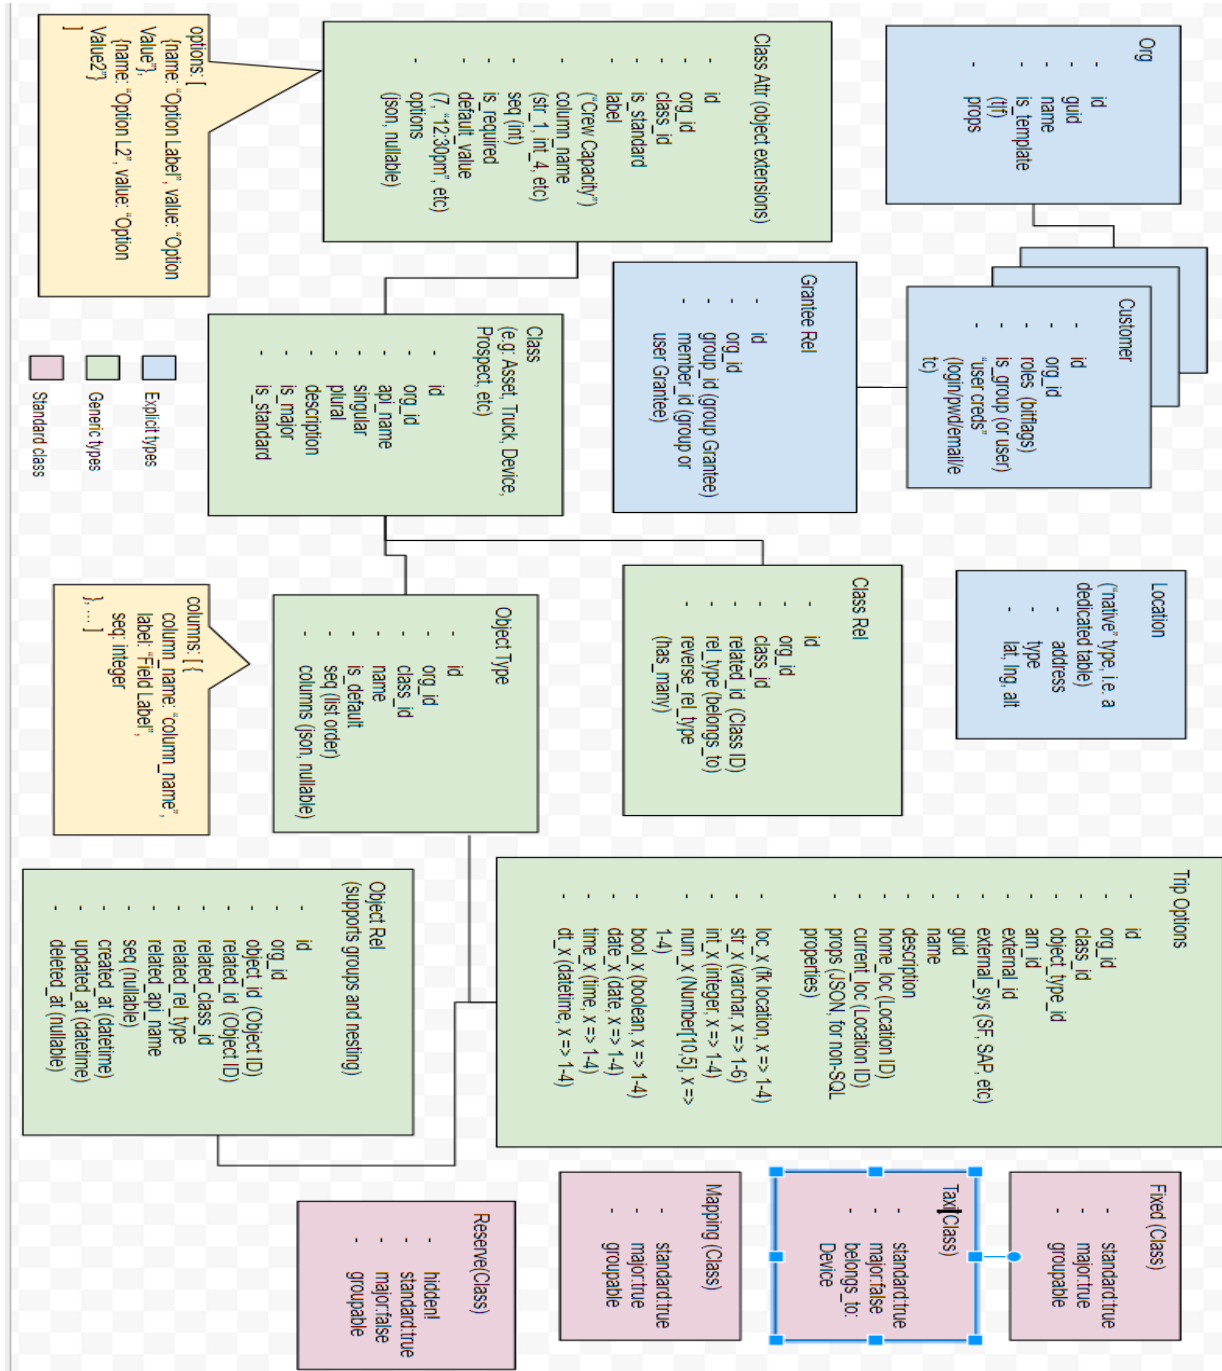 Org
- id
- guid
- name
- is_template
(t|f)
- props
Customer
- id
- org_id
- roles (bitflags)
- is_group (or user)
- "user creds"
(login/pwd/email/e
tc)
Location
("native" type, i.e. a
dedicated table)
- address
- type
- lat, lng, alt
Trip Options
- id
- org_id
- class_id
- object_type_id
- arn_id
- external_id
- external_sys (SF, SAP, etc)
- guid
- name
- description
- home_loc (Location ID)
- current_loc (Location ID)
- props (JSON, for non-SQL
properties)
- loc_x (fk location, x => 1-4)
- str_x (varchar, x => 1-6)
- int_x (integer, x => 1-4)
- num_x (Number[10,5], x =>
1-4)
- bool_x (boolean, x => 1-4)
- date_x (date, x => 1-4)
- time_x (time, x => 1-4)
- dt_x (datetime, x => 1-4)
Fixed (Class)
- standard:true
- major:true
- groupable
Taxi(Class)
- standard:true
- major:false
- belongs_to:
Device
Mapping (Class)
- standard:true
- major:true
- groupable
Reserve(Class)
- hidden!
- standard:true
- major:false
- groupable
Class Attr (object extensions)
- id
- org_id
- class_id
- is_standard
- label
("Crew Capacity")
- column_name
(str_1, int_4, etc)
- seq (int)
- is_required
- default_value
(7, "12:30pm", etc)
- options
(json, nullable)
Grantee Rel
- id
- org_id
- group_id (group Grantee)
- member_id (group or
user Grantee)
Class Rel
- id
- org_id
- class_id
- related_id (Class ID)
- rel_type (belongs_to)
- reverse_rel_type
(has_many)
Class
(e.g: Asset, Truck, Device,
Prospect, etc)
- id
- org_id
- api_name
- singular
- plural
- description
- is_major
- is_standard
Object Type
- id
- org_id
- class_id
- name
- is_default
- seq (list order)
- columns (json, nullable)
Object Rel
(supports groups and nesting)
- id
- org_id
- object_id (Object ID)
- related_id (Object ID)
- related_class_id
- related_rel_type
- related_api_name
- seq (nullable)
- created_at (datetime)
- updated_at (datetime)
- deleted_at (nullable)
options: [
{name: "Option Label", value: "Option
Value"},
{name: "Option L2", value: "Option
Value2"}
]
columns: [ {
column_name: "column_name",
label: "Field Label",
seq: integer
}, ... ]
Explicit types
Generic types
Standard class